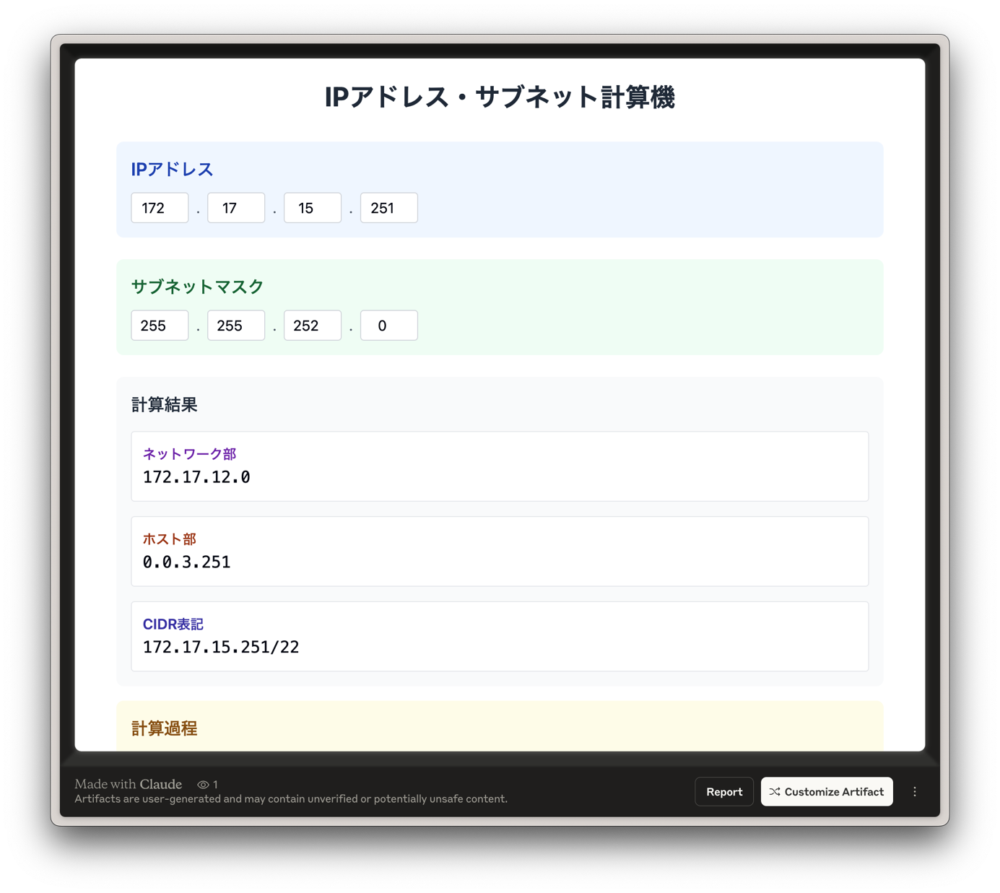 IPアドレス・サブネット計算機
IPアドレス
172 . 17 . 15 . 251
サブネットマスク
255 . 255 . 252 . 0
計算結果
ネットワーク部
172.17.12.0
ホスト部
0.0.3.251
CIDR表記
172.17.15.251/22
計算過程
Made with Claude 1
Artifacts are user-generated and may contain unverified or potentially unsafe content.
Report
Customize Artifact